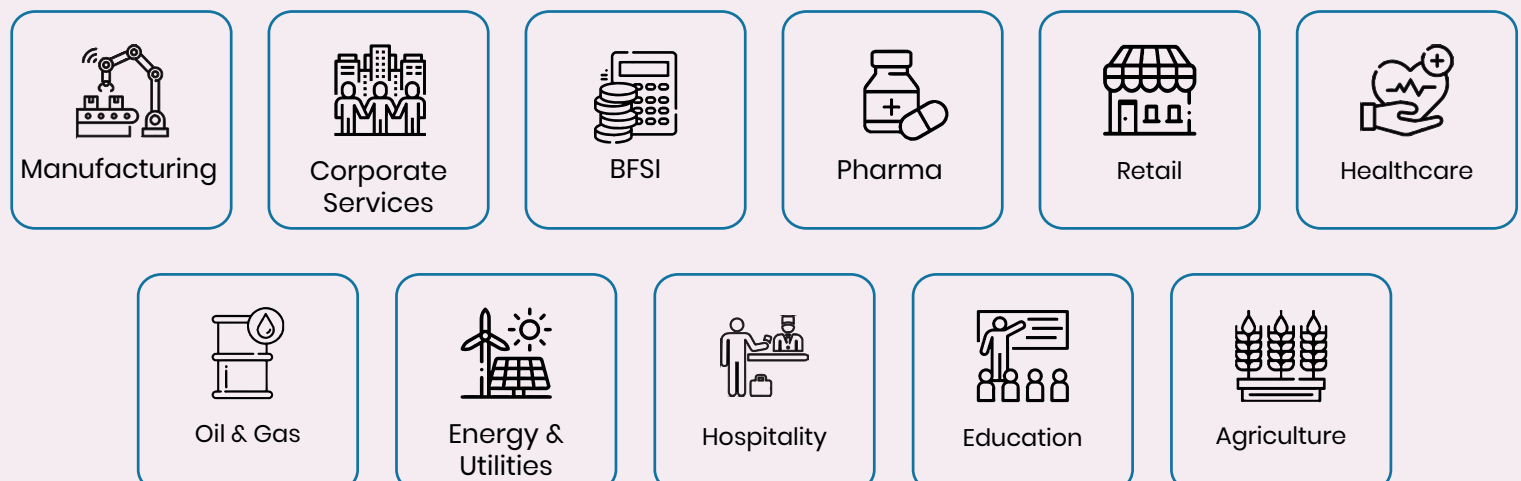 Manufacturing
Corporate
Services
BFSI
Pharma
Retail
Healthcare
Oil & Gas
Energy &
Utilities
Hospitality
Education
Agriculture